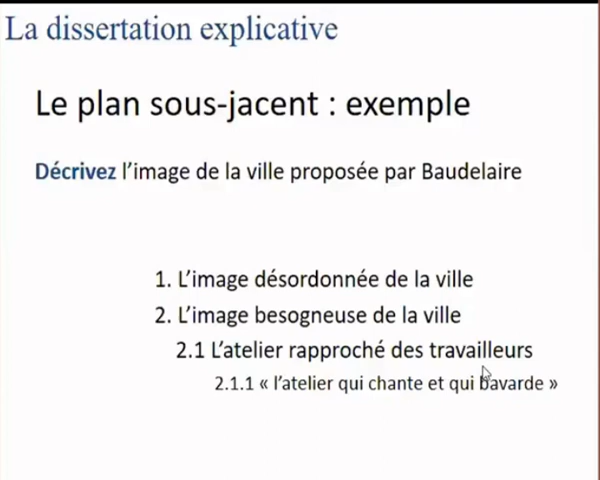 La dissertation explicative
Le plan sous-jacent : exemple
Décrivez l’image de la ville proposée par Baudelaire
1. L’image désordonnée de la ville
2. L’image besogneuse de la ville
2.1 L’atelier rapproché des travailleurs
2.1.1 « l’atelier qui chante et qui bavarde »